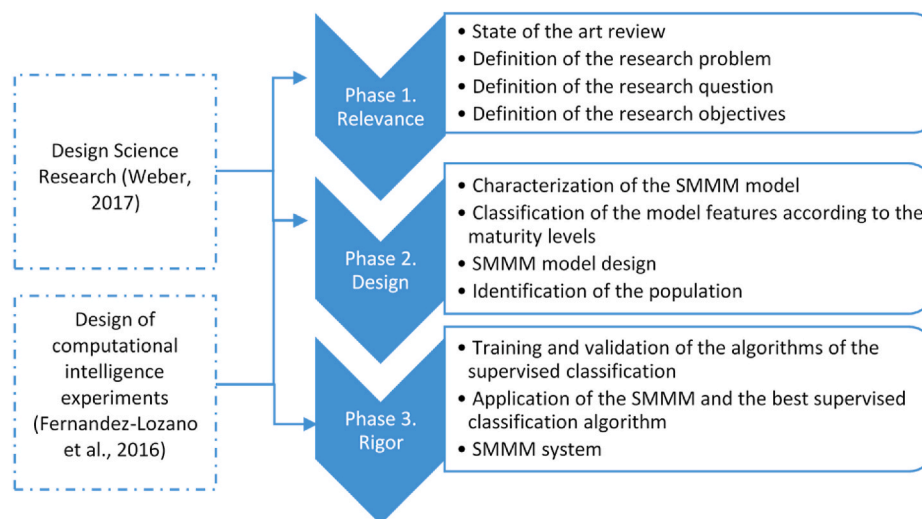 Design Science
Research (Weber,
2017)
Design of
computational
intelligence
experiments
(Fernandez-Lozano
et al., 2016)
Phase 1.
Relevance
• State of the art review
• Definition of the research problem
• Definition of the research question
• Definition of the research objectives
Phase 2.
Design
• Characterization of the SMMM model
• Classification of the model features according to the
maturity levels
• SMMM model design
• Identification of the population
Phase 3.
Rigor
• Training and validation of the algorithms of the
supervised classification
• Application of the SMMM and the best supervised
classification algorithm
• SMMM system